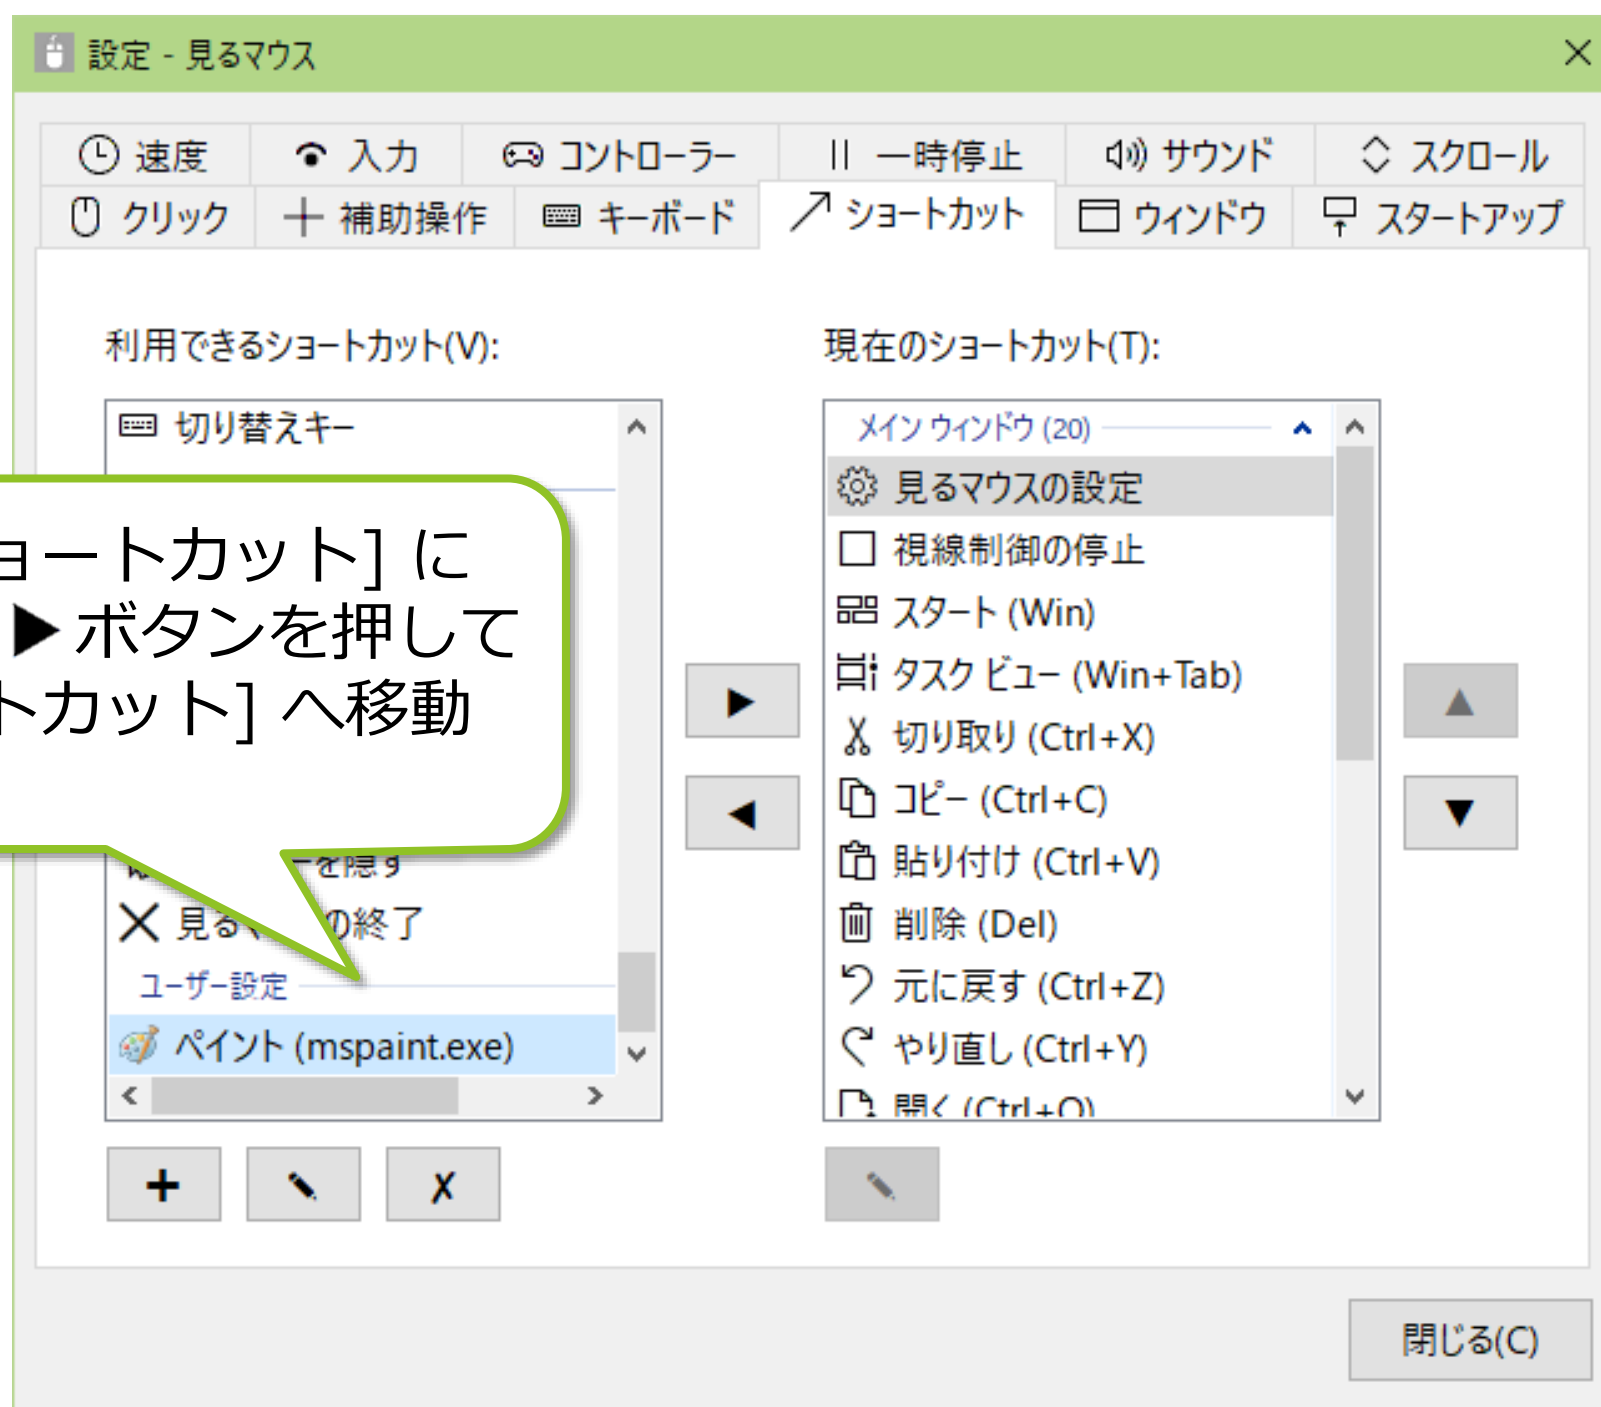 設定 - 見るマウス
速度 入力 コントローラー 一時停止 サウンド スクロール
クリック 補助操作 キーボード ショートカット ウィンドウ スタートアップ
利用できるショートカット(V):
切り替えキー
ョートカット] に
▶ ボタンを押して
トカット] へ移動
ーを隠す
見る の終了
ユーザー設定
ペイント (mspaint.exe)
現在のショートカット(T):
メイン ウィンドウ (20)
見るマウスの設定
視線制御の停止
スタート (Win)
タスク ビュー (Win+Tab)
切り取り (Ctrl+X)
コピー (Ctrl+C)
貼り付け (Ctrl+V)
削除 (Del)
元に戻す (Ctrl+Z)
やり直し (Ctrl+Y)
開く (Ctrl+O)
閉じる(C)